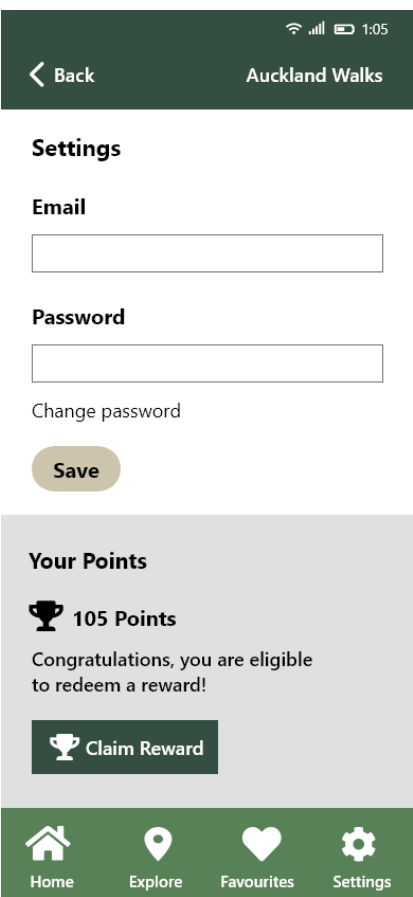 1:05
Back
Auckland Walks
Settings
Email
Password
Change password
Save
Your Points
105 Points
Congratulations, you are eligible
to redeem a reward!
Claim Reward
Home
Explore
Favourites
Settings